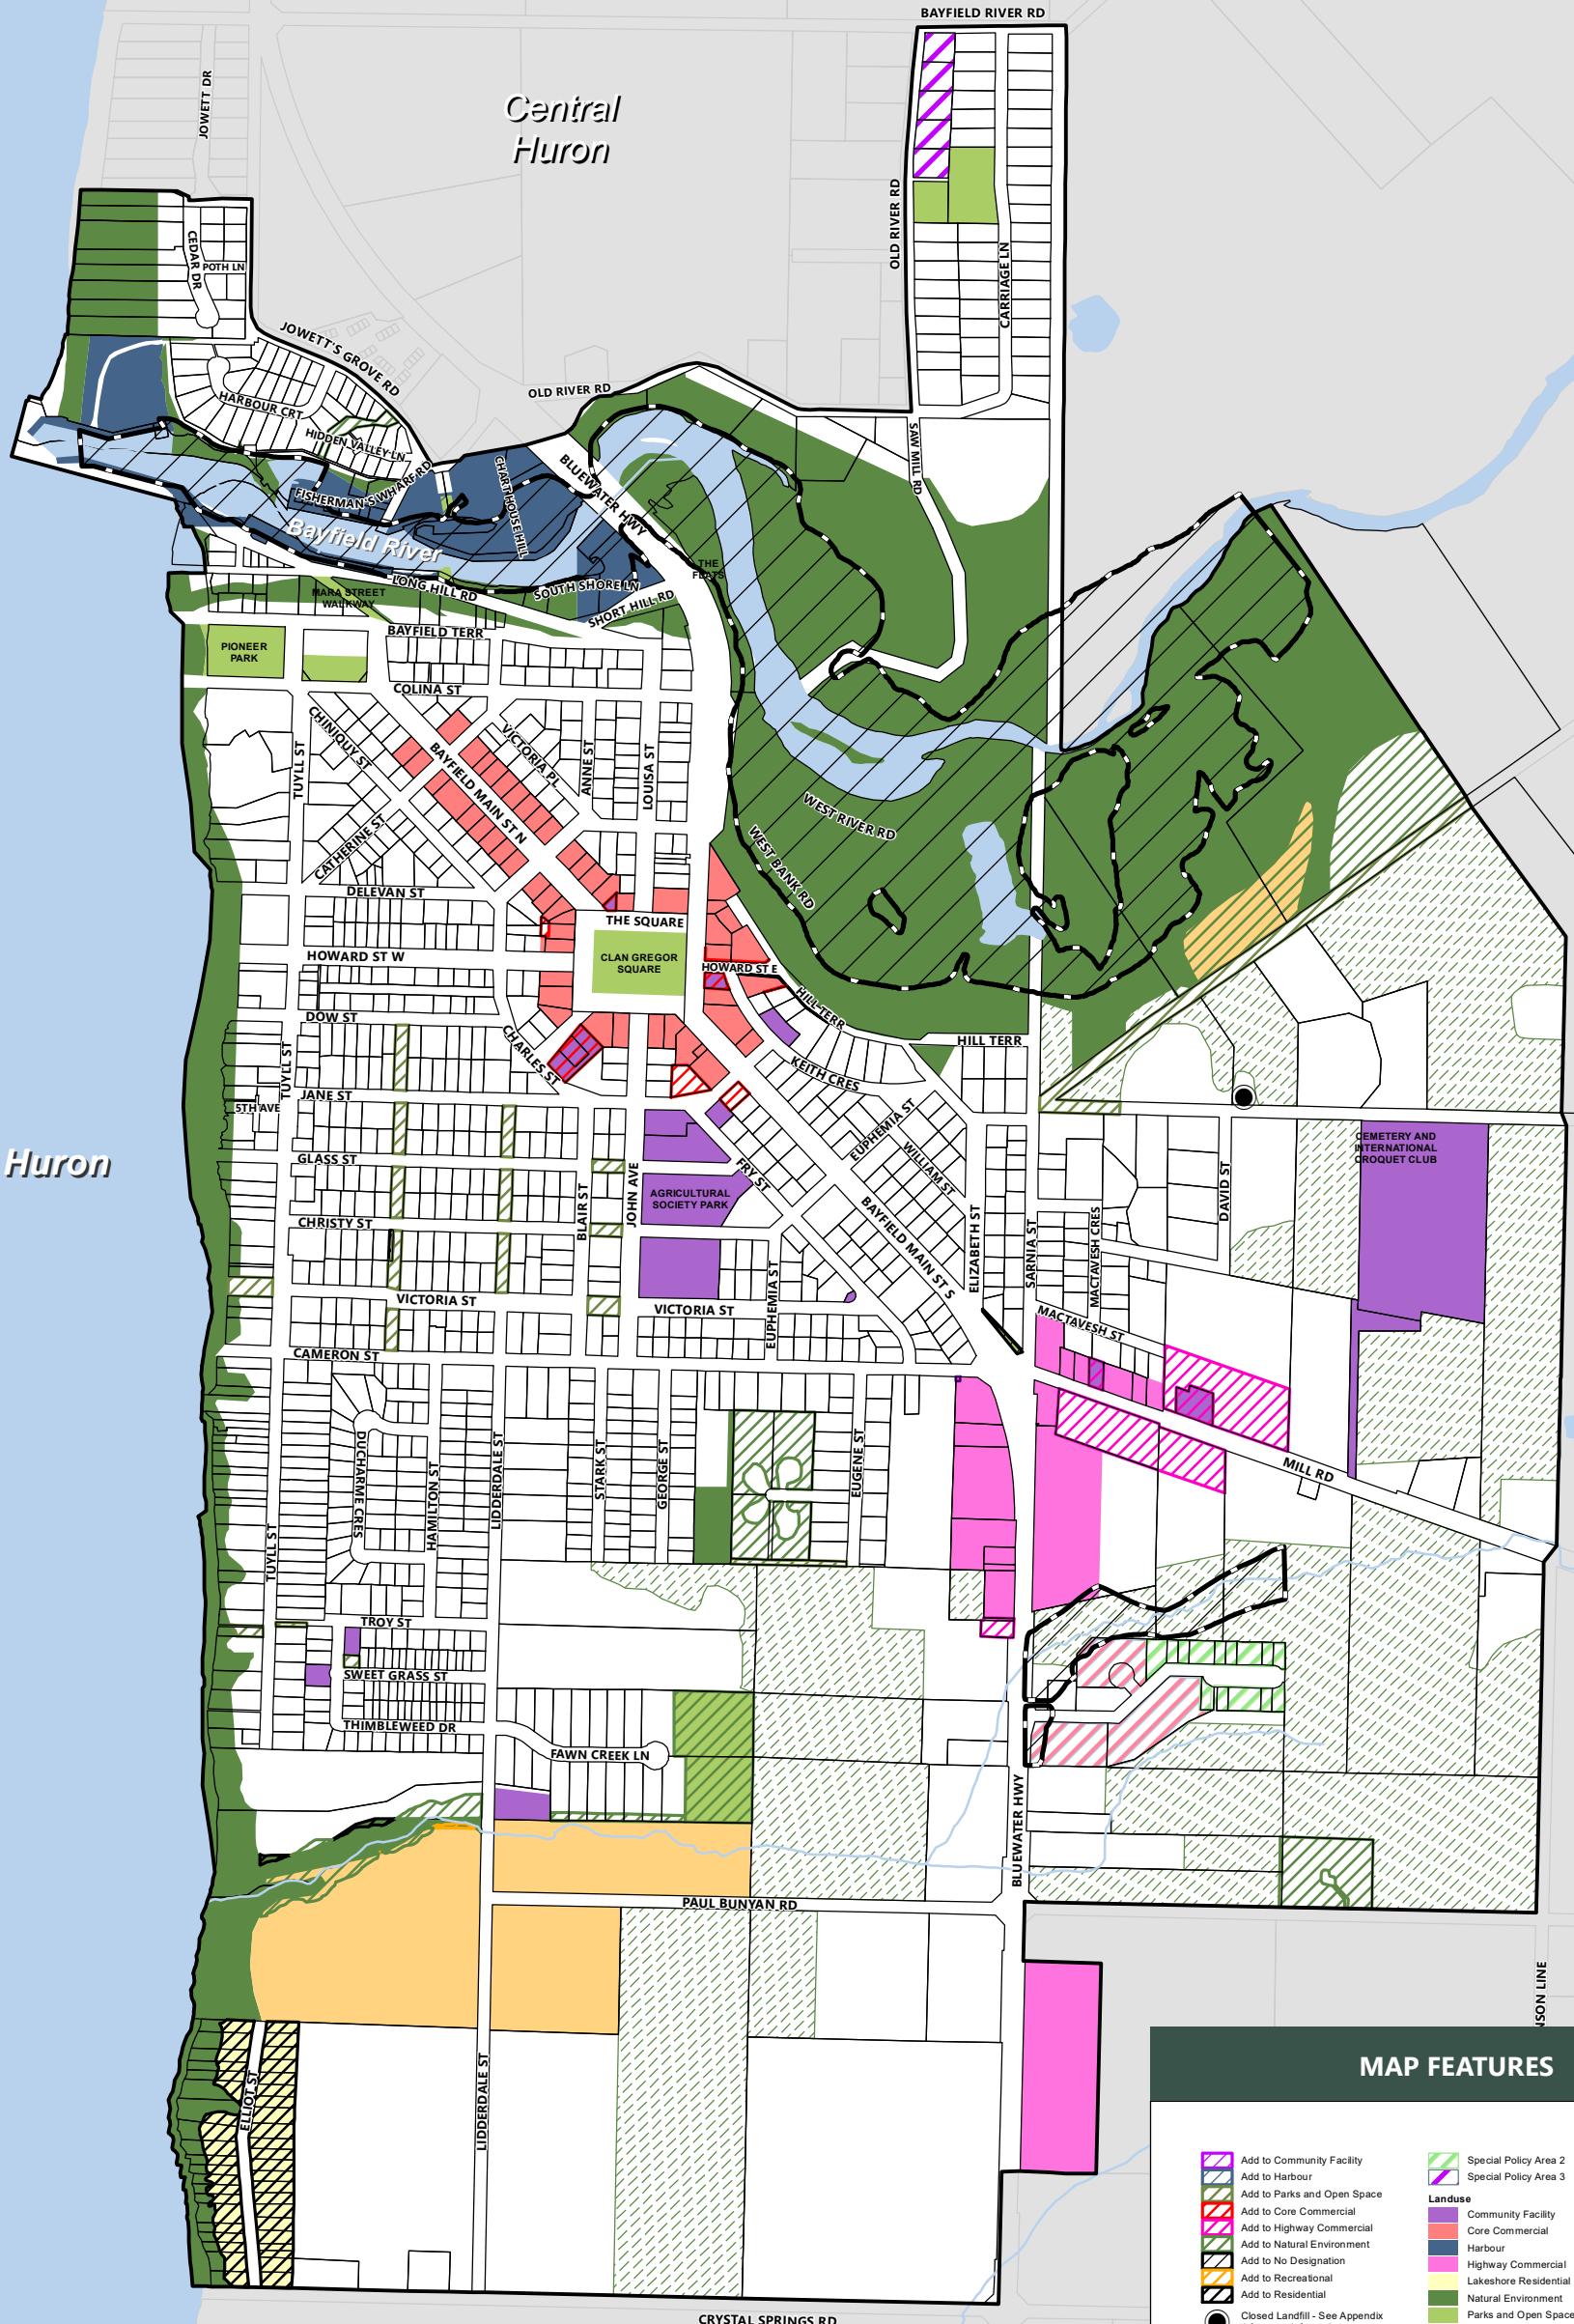 BAYFIELD RIVER RD
JOWETT DR
Central
Huron
OLD RIVER RD
CARRIAGE LN
CEDAR DR
POTH LN
JOWETT'S GROVE RD
OLD RIVER RD
HARBOUR CRT
HIDDEN VALLEY LN
SAW MILL RD
BLUEWATER HWY
CHART HOUSE HILL
FISHERMAN'S WHARF RD
Bayfield River
THE
FLATS
LONG HILL RD
SOUTH SHORE LN
SHORT HILL RD
MARA STREET
WALKWAY
BAYFIELD TERR
PIONEER
PARK
COLINA ST
CHINIQUY ST
VICTORIA PL
TUYLL ST
BAYFIELD MAIN ST N
ANNE ST
LOUISA ST
CATHERINE ST
WEST RIVER RD
WEST BANK RD
DELEVAN ST
THE SQUARE
HOWARD ST W
CLAN GREGOR
SQUARE
HOWARD ST E
HILL TERR
DOW ST
CHARLES ST
HILL TERR
TUYLL ST
KEITH CRES
JANE ST
5TH AVE
EUPHEMIA ST
WILLIAM ST
CEMETERY AND
INTERNATIONAL
CROQUET CLUB
Huron
GLASS ST
FRY ST
DAVID ST
AGRICULTURAL
SOCIETY PARK
BLAIR ST
JOHN AVE
CHRISTY ST
BAYFIELD MAIN ST S
ELIZABETH ST
SARNIA ST
MACTAVESH CRES
EUPHEMIA ST
VICTORIA ST
VICTORIA ST
MACTAVESH ST
CAMERON ST
DUCHARME CRES
HAMILTON ST
LIDDERDALE ST
STARK ST
GEORGE ST
EUGENE ST
MILL RD
TUYLL ST
TROY ST
SWEET GRASS ST
THIMBLEWEED DR
FAWN CREEK LN
BLUEWATER HWY
PAUL BUNYAN RD
NSON LINE
ELLIOT ST
LIDDERDALE ST
CRYSTAL SPRINGS RD
MAP FEATURES
Add to Community Facility
Add to Harbour
Add to Parks and Open Space
Add to Core Commercial
Add to Highway Commercial
Add to Natural Environment
Add to No Designation
Add to Recreational
Add to Residential
Closed Landfill - See Appendix
Special Policy Area 2
Special Policy Area 3
Landuse
Community Facility
Core Commercial
Harbour
Highway Commercial
Lakeshore Residential
Natural Environment
Parks and Open Space